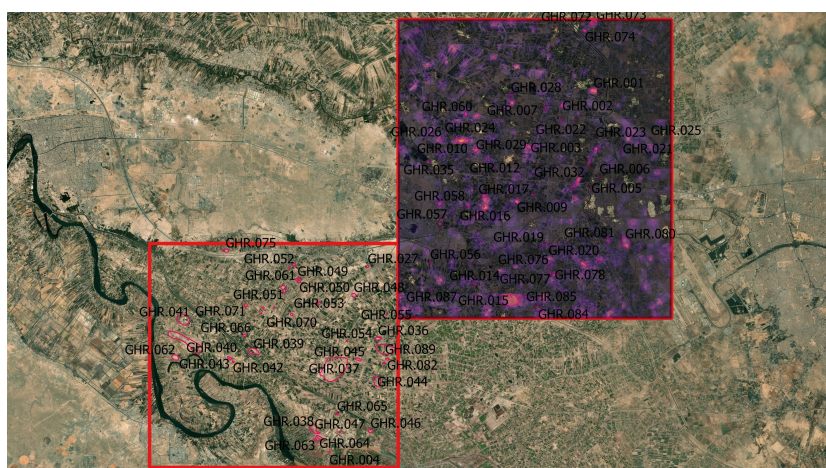 GHR.072 GHR.073
GHR.074
GHR.001
GHR.028
GHR.060 GHR.007 GHR.002
GHR.026 GHR.024 GHR.022 GHR.023 GHR.025
GHR.010 GHR.029 GHR.003 GHR.021
GHR.035 GHR.012 GHR.032 GHR.006
GHR.058 GHR.017 GHR.005
GHR.057 GHR.016 GHR.009
GHR.019 GHR.081 GHR.080
GHR.075 GHR.052 GHR.027 GHR.056 GHR.076 GHR.020
GHR.061 GHR.049 GHR.014 GHR.077 GHR.078
GHR.051 GHR.050 GHR.048 GHR.087 GHR.015 GHR.085
GHR.041 GHR.071 GHR.053 GHR.055 GHR.084
GHR.066 GHR.070 GHR.054 GHR.036
GHR.062 GHR.040 GHR.039 GHR.045 GHR.089
GHR.043 GHR.042 GHR.037 GHR.082
GHR.044
GHR.065
GHR.038 GHR.047 GHR.046
GHR.063 GHR.064
GHR.004